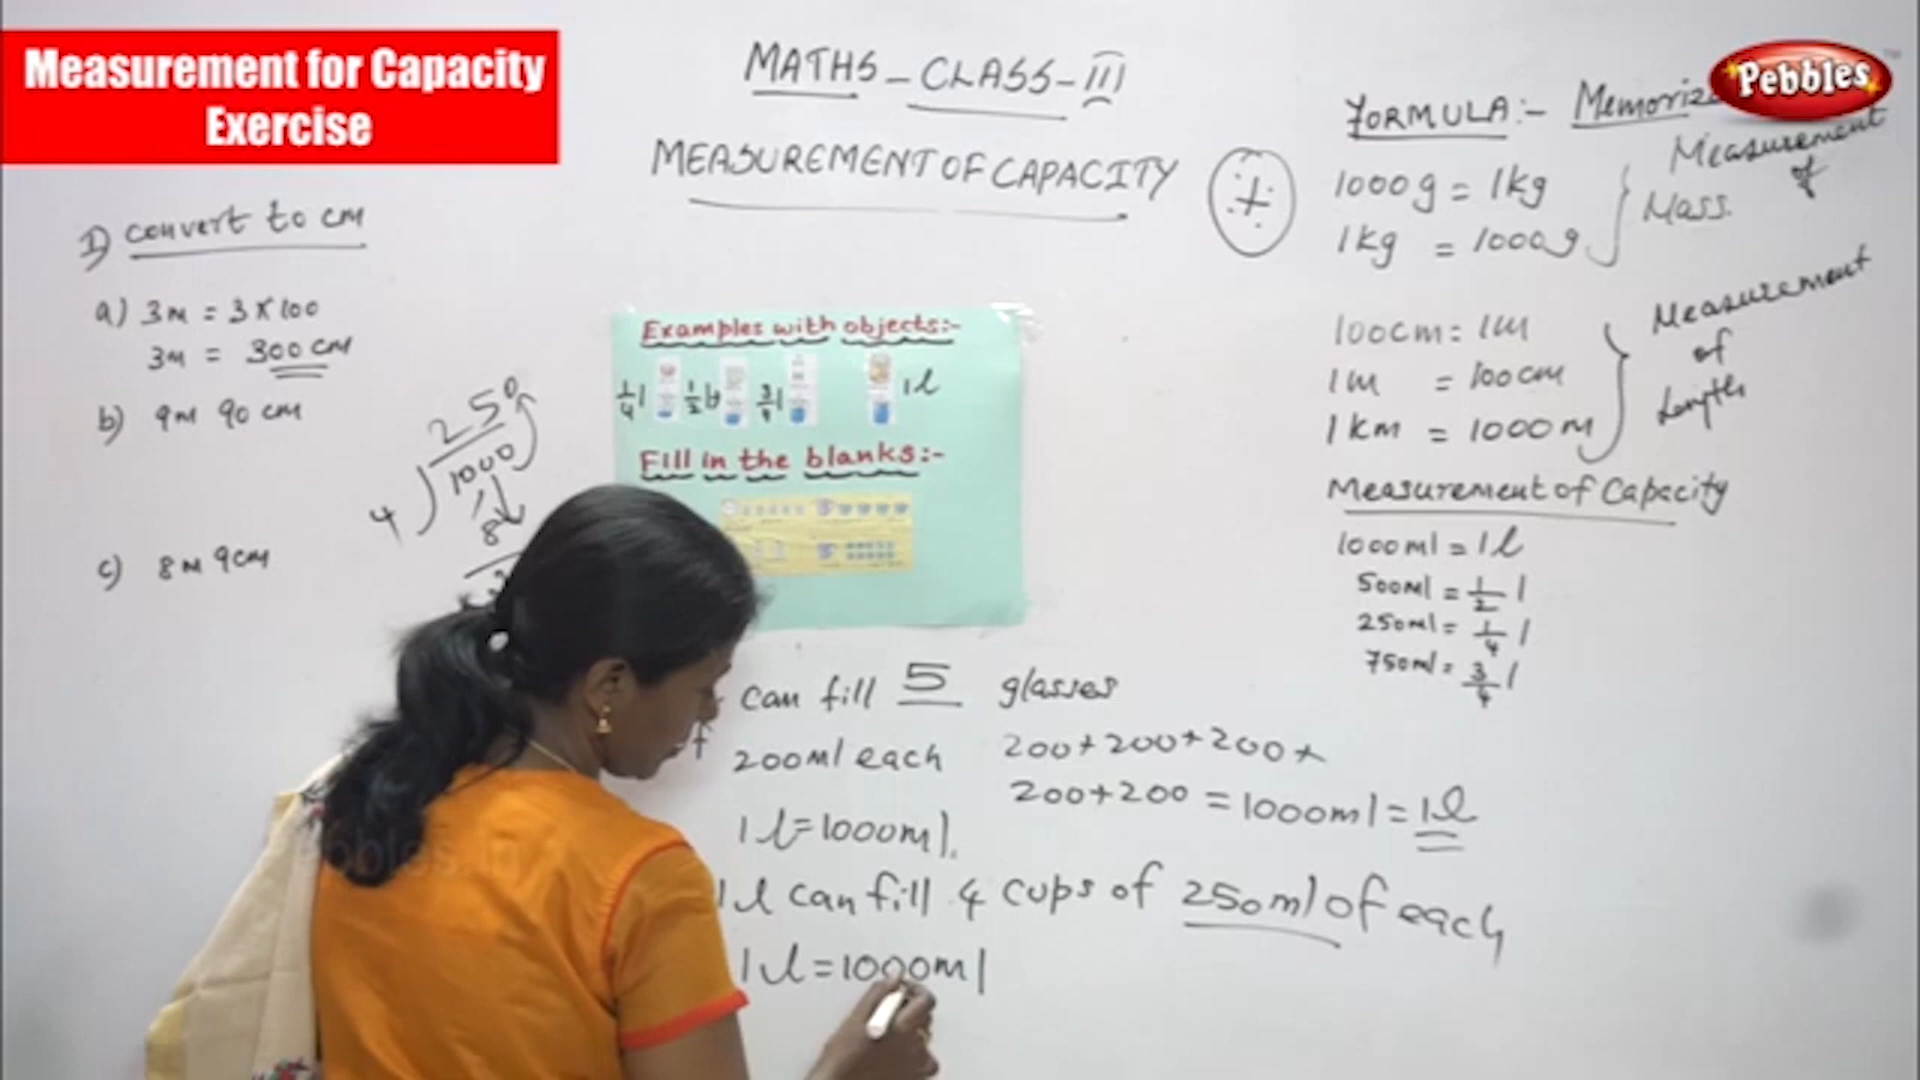 Measurement for Capacity
Exercise
MATHS - CLASS - III
MEASUREMENT OF CAPACITY
Pebbles
TM
1) convert to cm
a) 3m = 3 × 100
3m = 300 cm
b) 9m 90 cm
c) 8m 9cm
250
4 1000
8
Examples with objects:-
1/4 l 1/2 l 3/4 l 1 l
Fill in the blanks:-
FORMULA:- Memorize
1000g = 1kg
1kg = 1000g
Measurement
of
Mass.
100cm = 1m
1m = 100cm
1km = 1000m
Measurement
of
Length
Measurement of Capacity
1000ml = 1l
500ml = 1/2 l
250ml = 1/4 l
750ml = 3/4 l
can fill 5 glasses
200ml each
200+200+200+
200+200 = 1000ml = 1l
1l = 1000ml.
1l can fill 4 cups of 250ml of each
1l = 1000ml